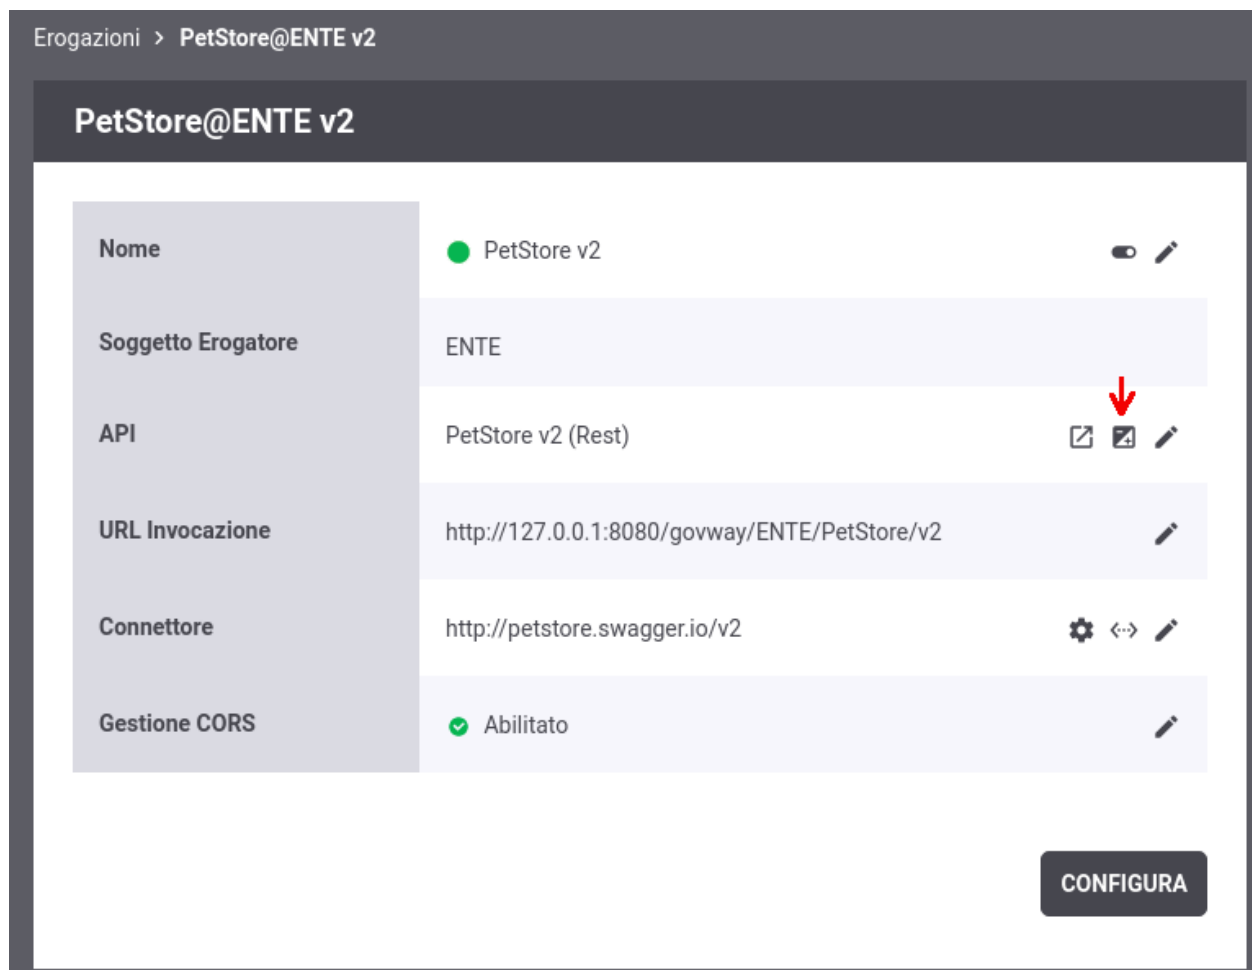 Erogazioni > PetStore@ENTE v2
PetStore@ENTE v2
Nome PetStore v2
Soggetto Erogatore ENTE
API PetStore v2 (Rest)
URL Invocazione http://127.0.0.1:8080/govway/ENTE/PetStore/v2
Connettore http://petstore.swagger.io/v2
Gestione CORS Abilitato
CONFIGURA